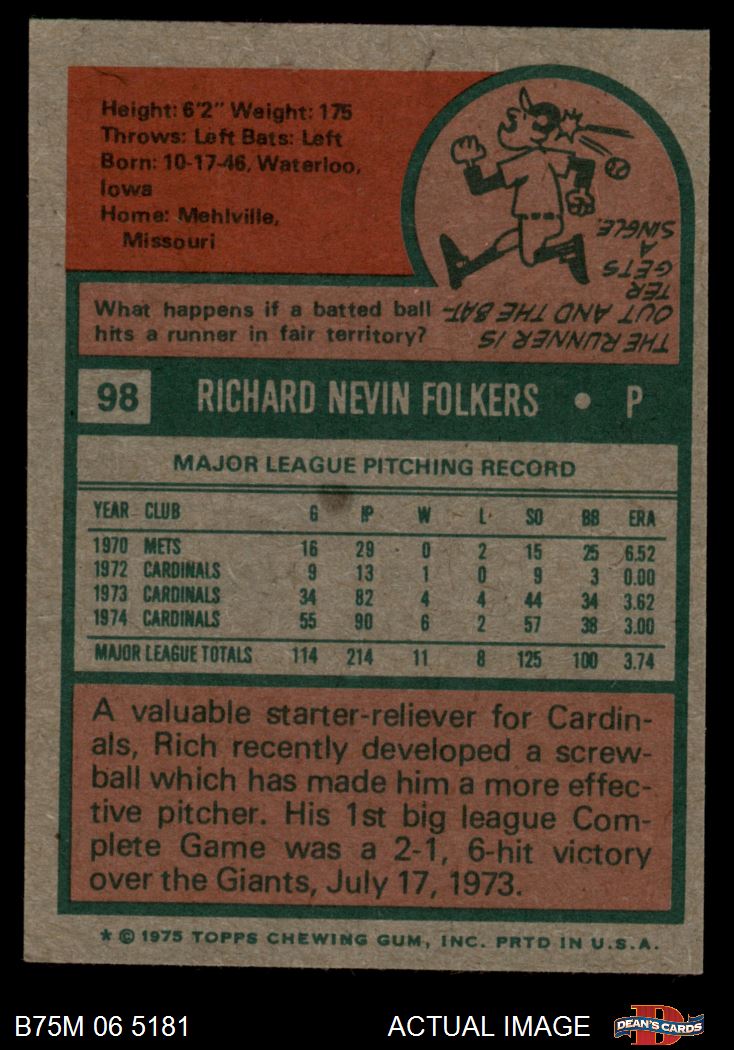 Height: 6'2" Weight: 175
Throws: Left Bats: Left
Born: 10-17-46, Waterloo,
Iowa
Home: Mehlville,
Missouri
What happens if a batted ball
hits a runner in fair territory?
THE RUNNER IS
OUT AND THE BAT-
TER
GETS
A
SINGLE.
98 RICHARD NEVIN FOLKERS • P
MAJOR LEAGUE PITCHING RECORD
YEAR CLUB G IP W L SO BB ERA
1970 METS 16 29 0 2 15 25 6.52
1972 CARDINALS 9 13 1 0 9 3 0.00
1973 CARDINALS 34 82 4 4 44 34 3.62
1974 CARDINALS 55 90 6 2 57 38 3.00
MAJOR LEAGUE TOTALS 114 214 11 8 125 100 3.74
A valuable starter-reliever for Cardin-
als, Rich recently developed a screw-
ball which has made him a more effec-
tive pitcher. His 1st big league Com-
plete Game was a 2-1, 6-hit victory
over the Giants, July 17, 1973.
* © 1975 TOPPS CHEWING GUM, INC. PRTD IN U.S.A.
B75M 06 5181 ACTUAL IMAGE
D
DEAN'S CARDS